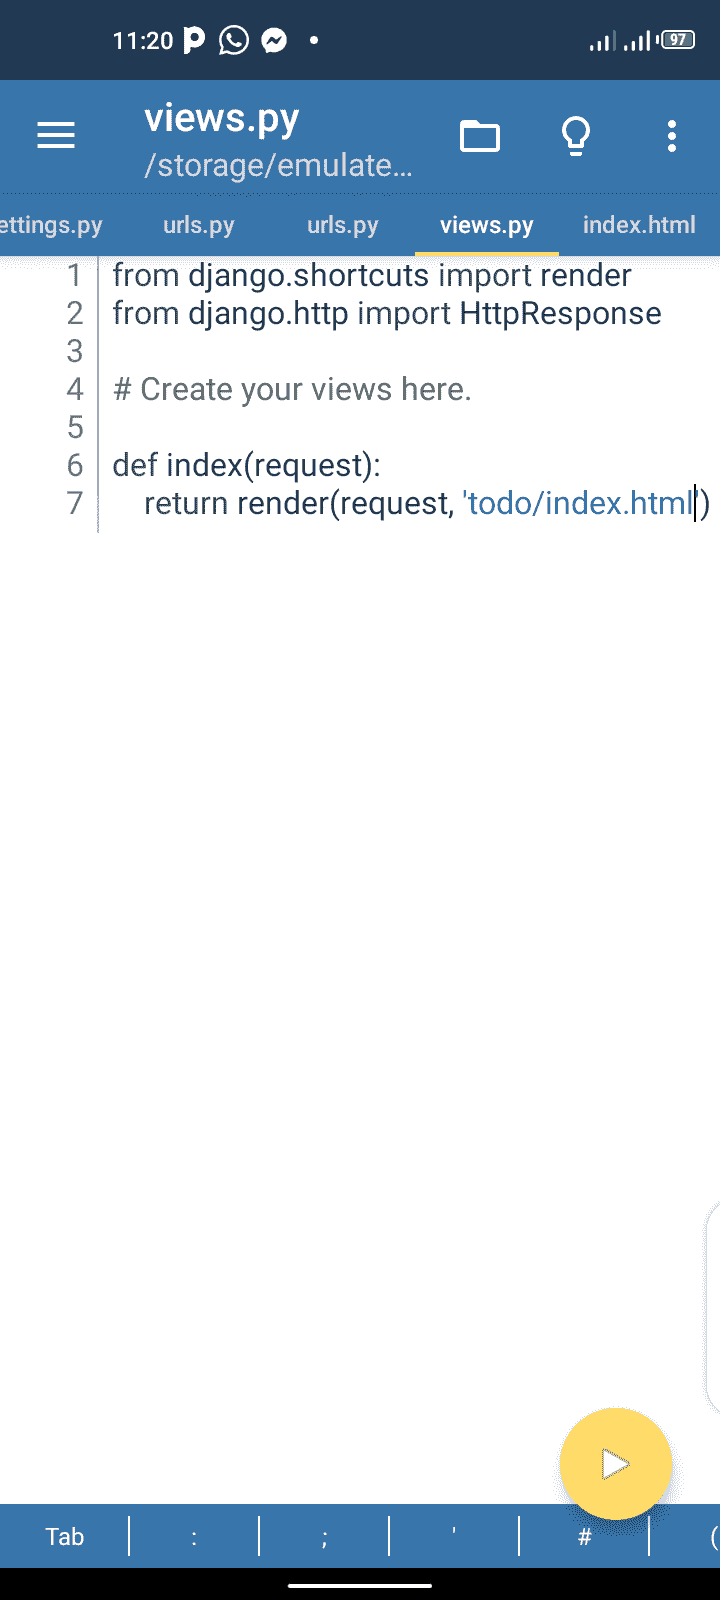 11:20
97
views.py
/storage/emulate...
ettings.py urls.py urls.py views.py index.html
1 from django.shortcuts import render
2 from django.http import HttpResponse
3
4 # Create your views here.
5
6 def index(request):
7 return render(request, 'todo/index.html')
Tab : ; ' # (